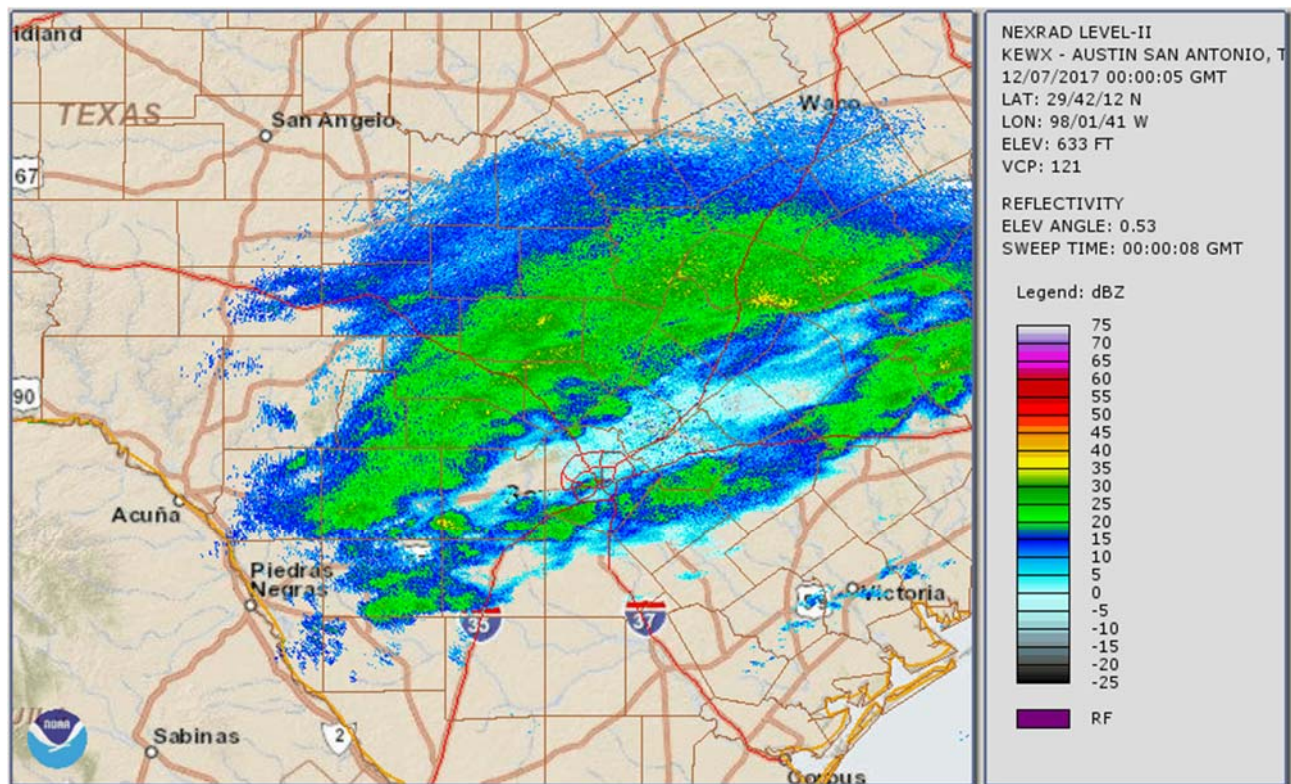 idland
Waco
TEXAS
San Angelo
67
90
Acuña
Piedras
Negras
Victoria
35
37
2
Sabinas
Corpus
NOAA
NEXRAD LEVEL-II
KEWX - AUSTIN SAN ANTONIO, T
12/07/2017 00:00:05 GMT
LAT: 29/42/12 N
LON: 98/01/41 W
ELEV: 633 FT
VCP: 121
REFLECTIVITY
ELEV ANGLE: 0.53
SWEEP TIME: 00:00:08 GMT
Legend: dBZ
75
70
65
60
55
50
45
40
35
30
25
20
15
10
5
0
-5
-10
-15
-20
-25
RF